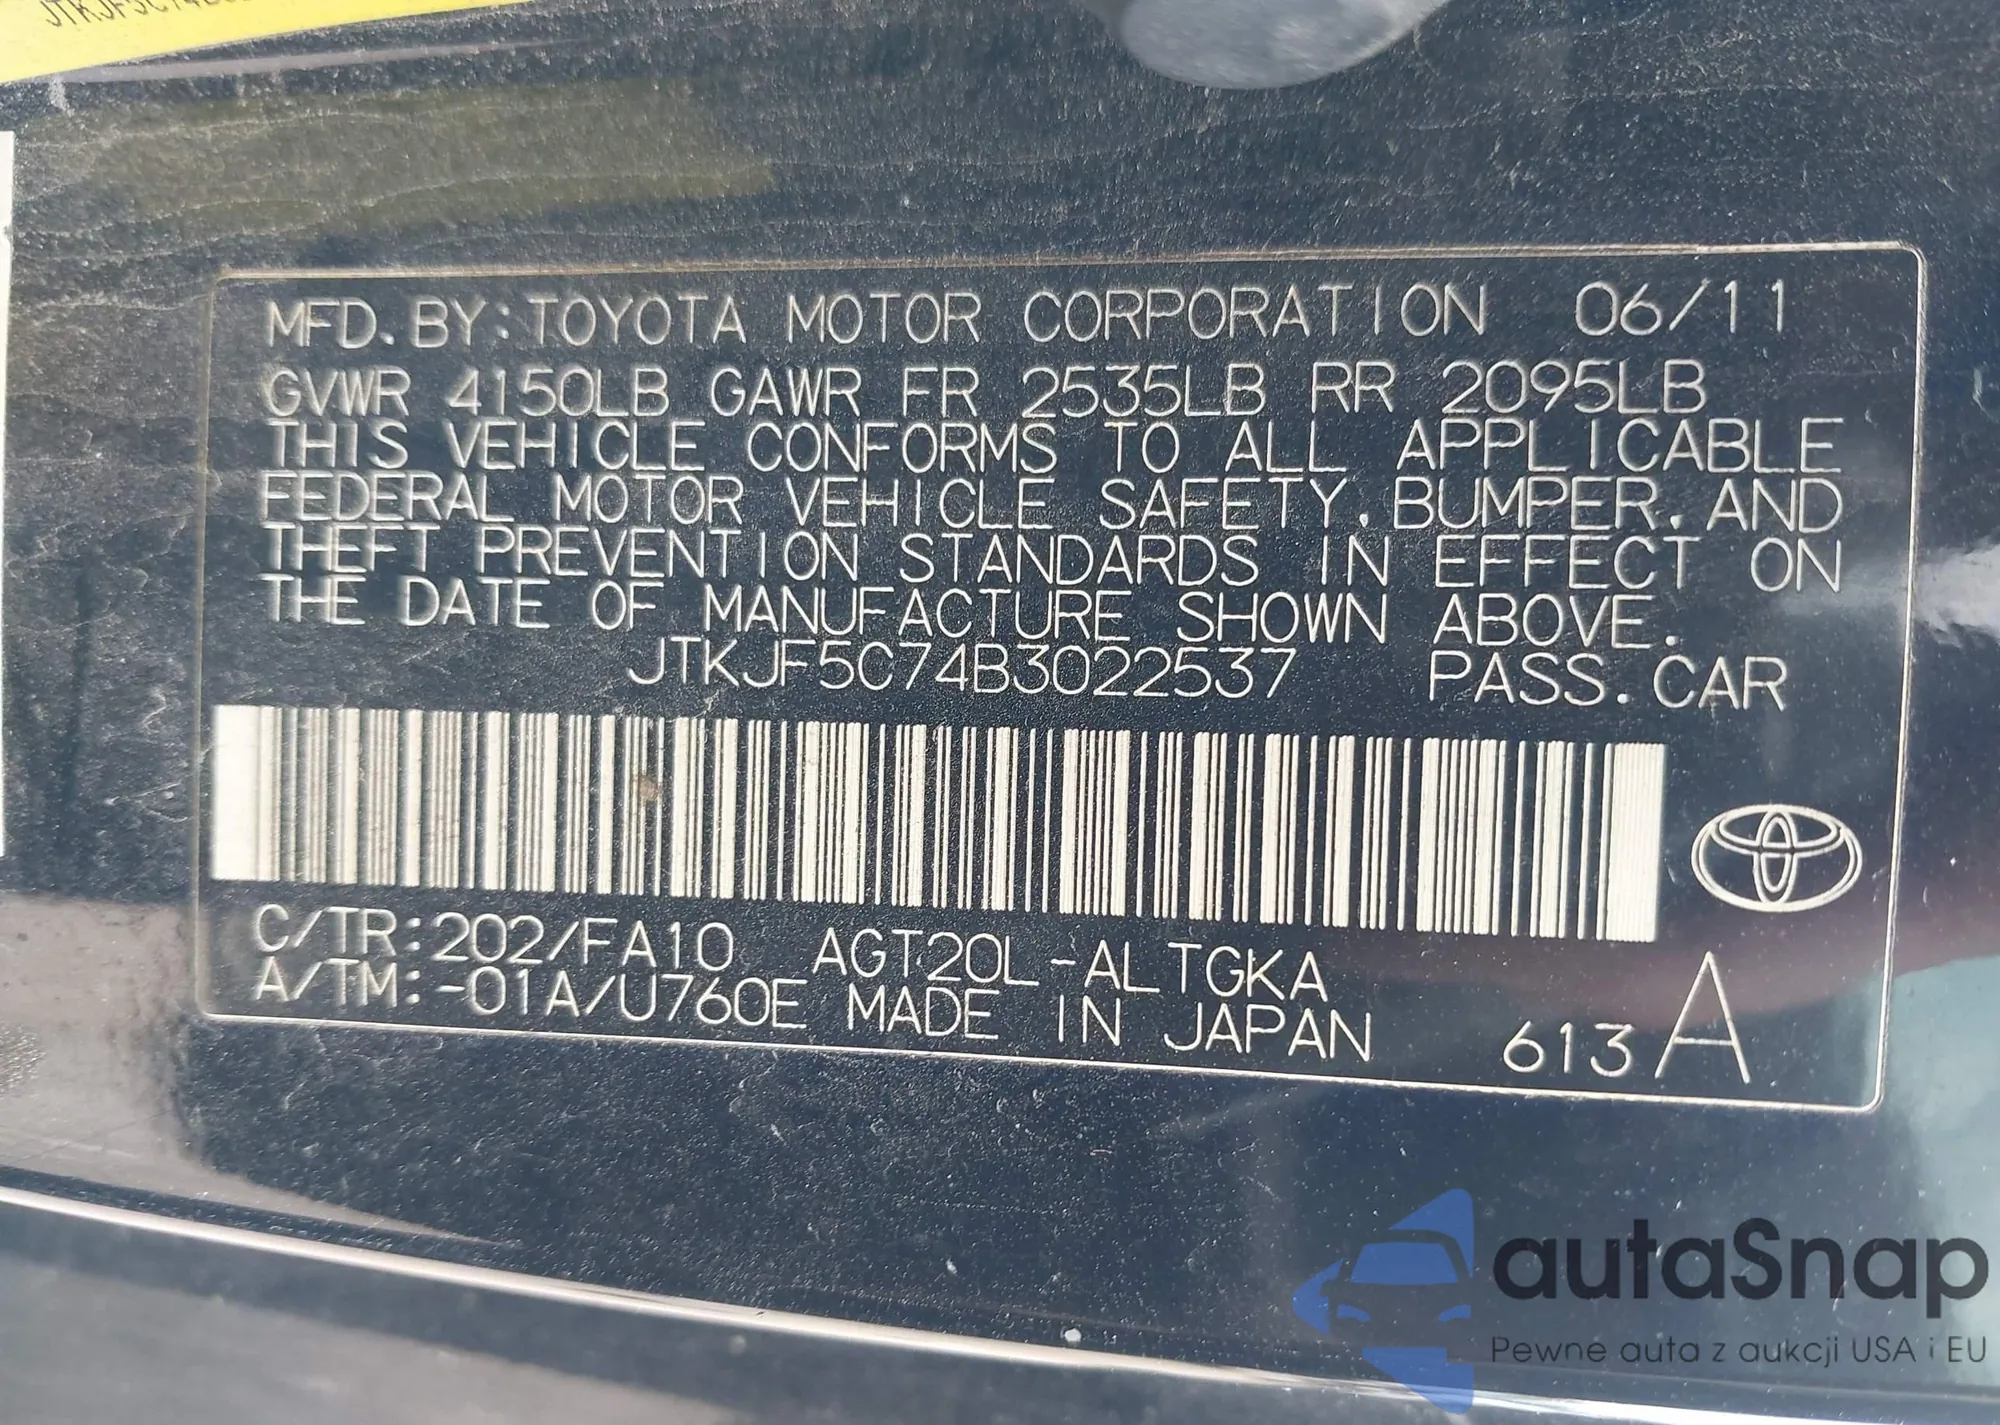 MFD. BY: TOYOTA MOTOR CORPORATION 06/11
GVWR 4150LB GAWR FR 2535LB RR 2095LB
THIS VEHICLE CONFORMS TO ALL APPLICABLE
FEDERAL MOTOR VEHICLE SAFETY, BUMPER, AND
THEFT PREVENTION STANDARDS IN EFFECT ON
THE DATE OF MANUFACTURE SHOWN ABOVE.
JTKJF5C74B3022537 PASS. CAR
C/TR: 202/FA10 AGT20L-ALTGKA
A/TM: -01A/U760E MADE IN JAPAN 613 A
autaSnap
Pewne auta z aukcji USA i EU